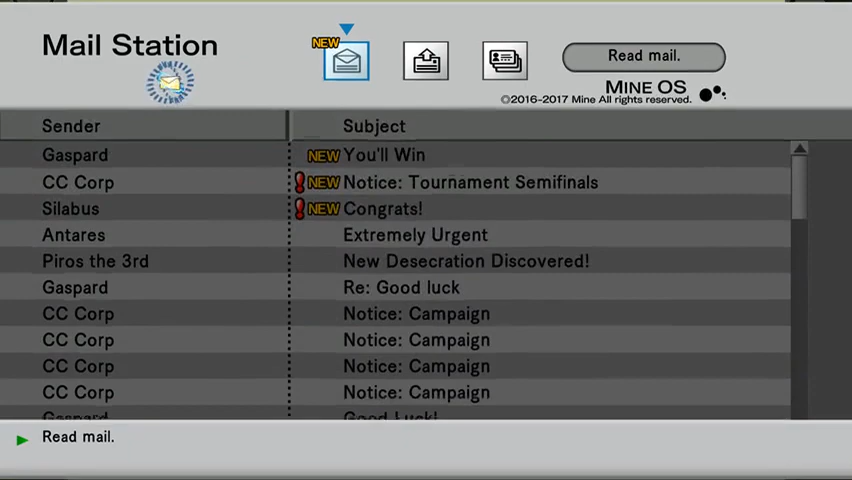 Mail Station
NEW
Read mail.
MINE OS
©2016-2017 Mine All rights reserved.
Sender Subject
Gaspard NEW You'll Win
CC Corp NEW Notice: Tournament Semifinals
Silabus NEW Congrats!
Antares Extremely Urgent
Piros the 3rd New Desecration Discovered!
Gaspard Re: Good luck
CC Corp Notice: Campaign
CC Corp Notice: Campaign
CC Corp Notice: Campaign
CC Corp Notice: Campaign
Gaspard Good Luck!
Read mail.